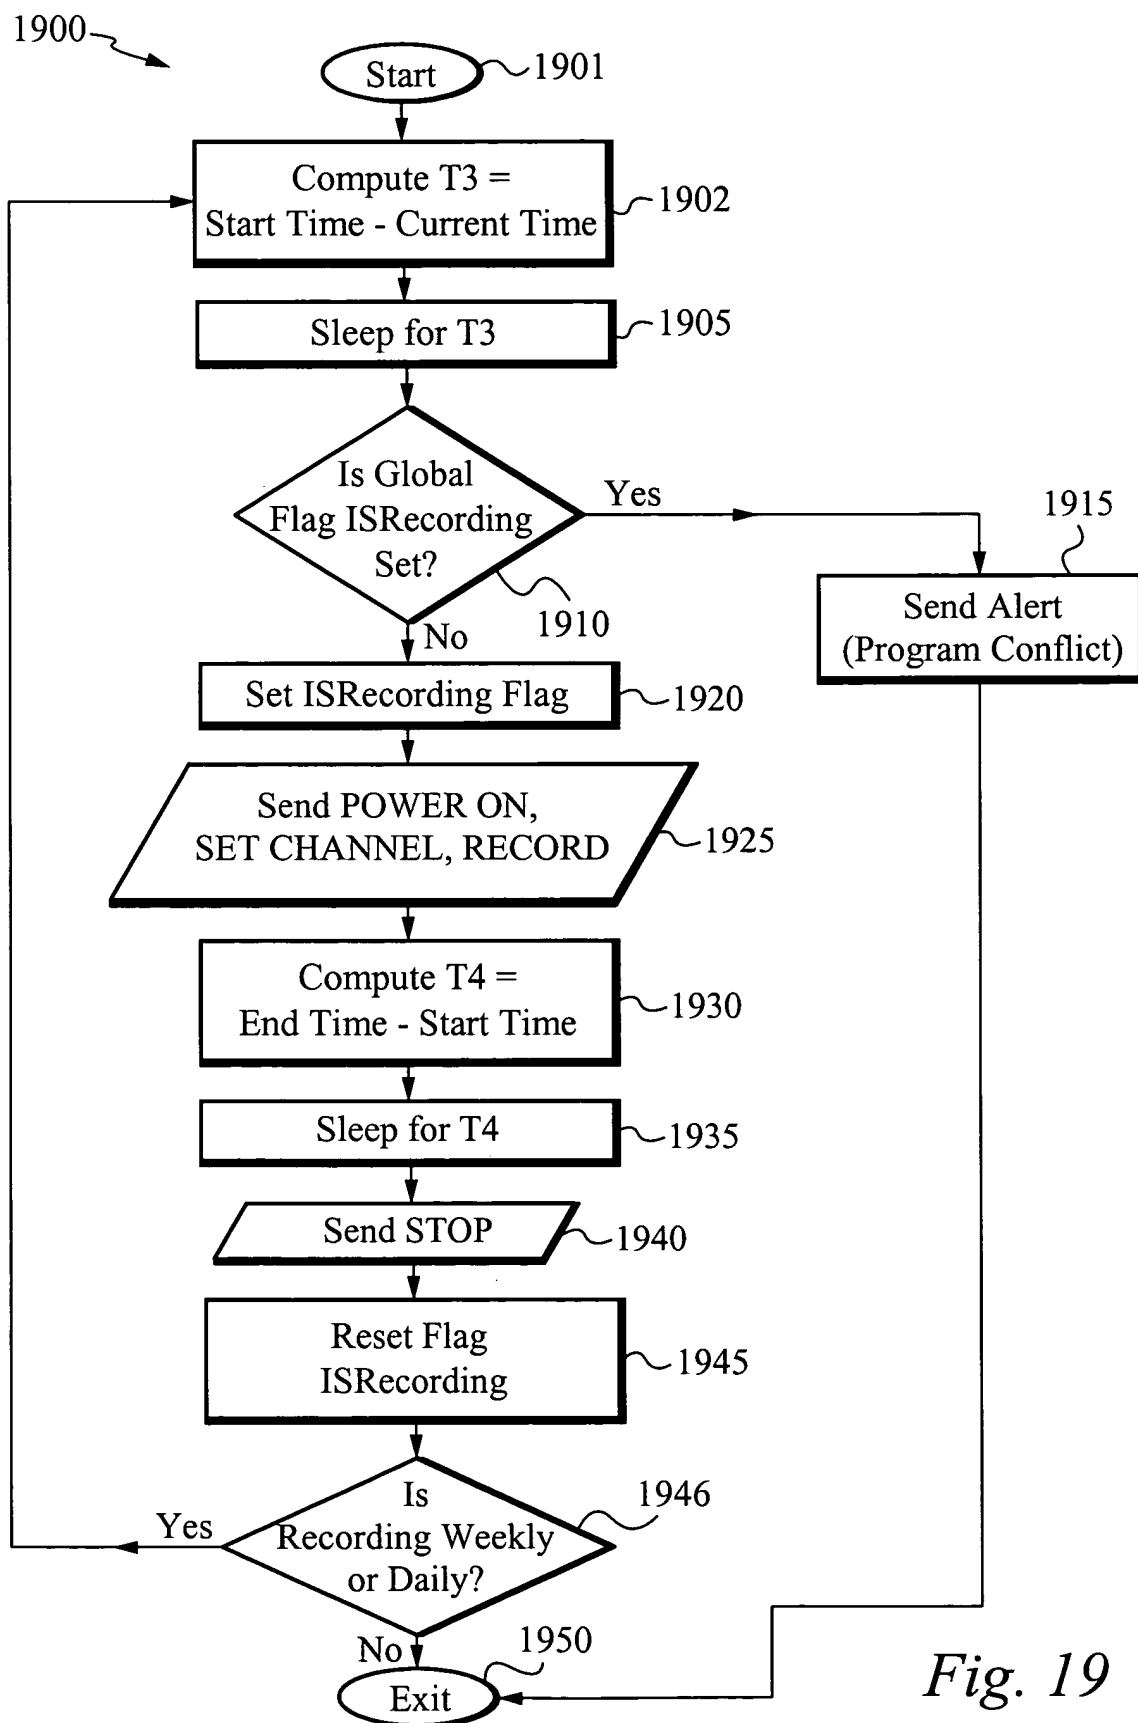 1900
Start
1901
Compute T3 =
Start Time - Current Time
1902
Sleep for T3
1905
Is Global
Flag ISRecording
Set?
Yes
1910
No
1915
Send Alert
(Program Conflict)
Set ISRecording Flag
1920
Send POWER ON,
SET CHANNEL, RECORD
1925
Compute T4 =
End Time - Start Time
1930
Sleep for T4
1935
Send STOP
1940
Reset Flag
ISRecording
1945
Is
Recording Weekly
or Daily?
1946
Yes
No
1950
Exit
Fig. 19